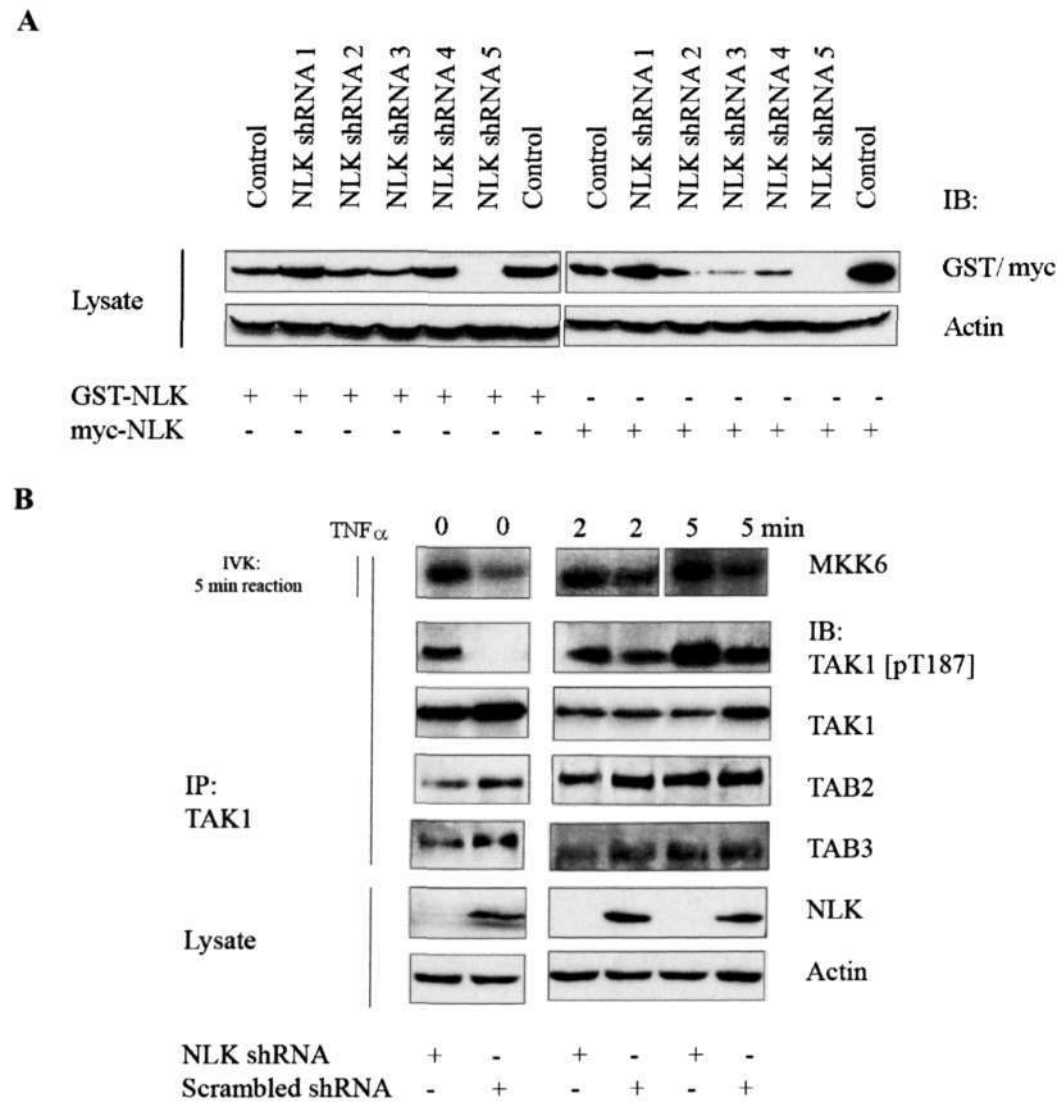 A
Control
NLK shRNA 1
NLK shRNA 2
NLK shRNA 3
NLK shRNA 4
NLK shRNA 5
Control
Control
NLK shRNA 1
NLK shRNA 2
NLK shRNA 3
NLK shRNA 4
NLK shRNA 5
Control
IB:
GST/ myc
Lysate
Actin
GST-NLK + + + + + + + - - - - - - -
myc-NLK - - - - - - - + + + + + + +
B
TNFα 0 0 2 2 5 5 min
IVK:
5 min reaction
MKK6
IB:
TAK1 [pT187]
TAK1
IP:
TAK1
TAB2
TAB3
Lysate
NLK
Actin
NLK shRNA + - + - + -
Scrambled shRNA - + - + - +